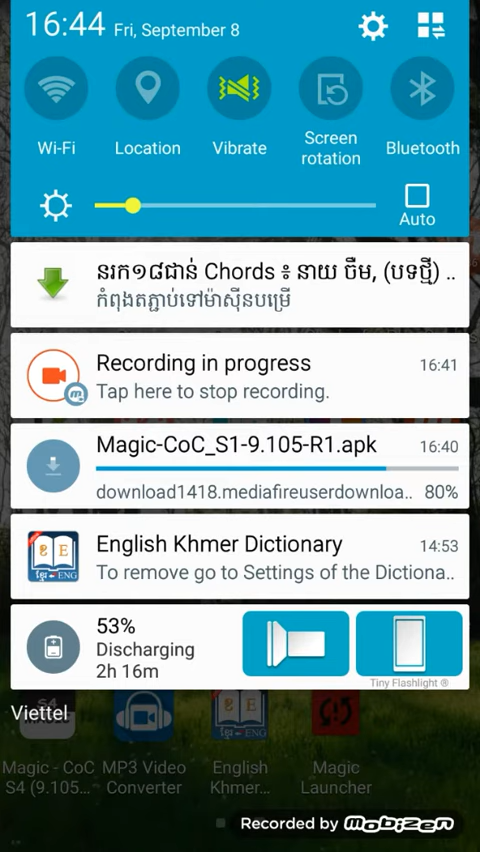 16:44 Fri, September 8
Wi-Fi
Location
Vibrate
Screen rotation
Bluetooth
Auto
នរក១៨ជាន់ Chords ៖ នាយ ចឺម, (បទថ្មី) ..
កំពុងតភ្ជាប់ទៅម៉ាស៊ីនបម្រើ
Recording in progress 16:41
Tap here to stop recording.
Magic-CoC_S1-9.105-R1.apk 16:40
download1418.mediafireuserdownloa.. 80%
English Khmer Dictionary 14:53
To remove go to Settings of the Dictiona..
53%
Discharging
2h 16m
Tiny Flashlight ®
Viettel
Magic - CoC S4 (9.105...
MP3 Video Converter
English Khmer...
Magic Launcher
Recorded by mobizen